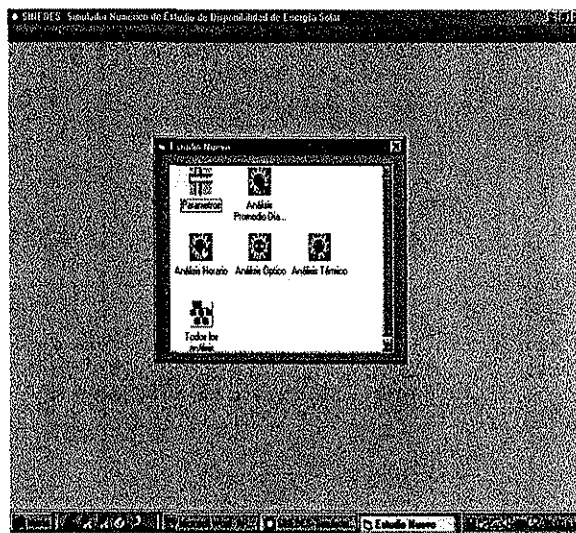 Simulador Numérico de Estudio de Disponibilidad de Energía Solar
Estudio Nuevo
Parametros
Análisis
Promedio Día...
Análisis Horario
Análisis Óptico
Análisis Térmico
Todos los
análisis
Estudio Nuevo